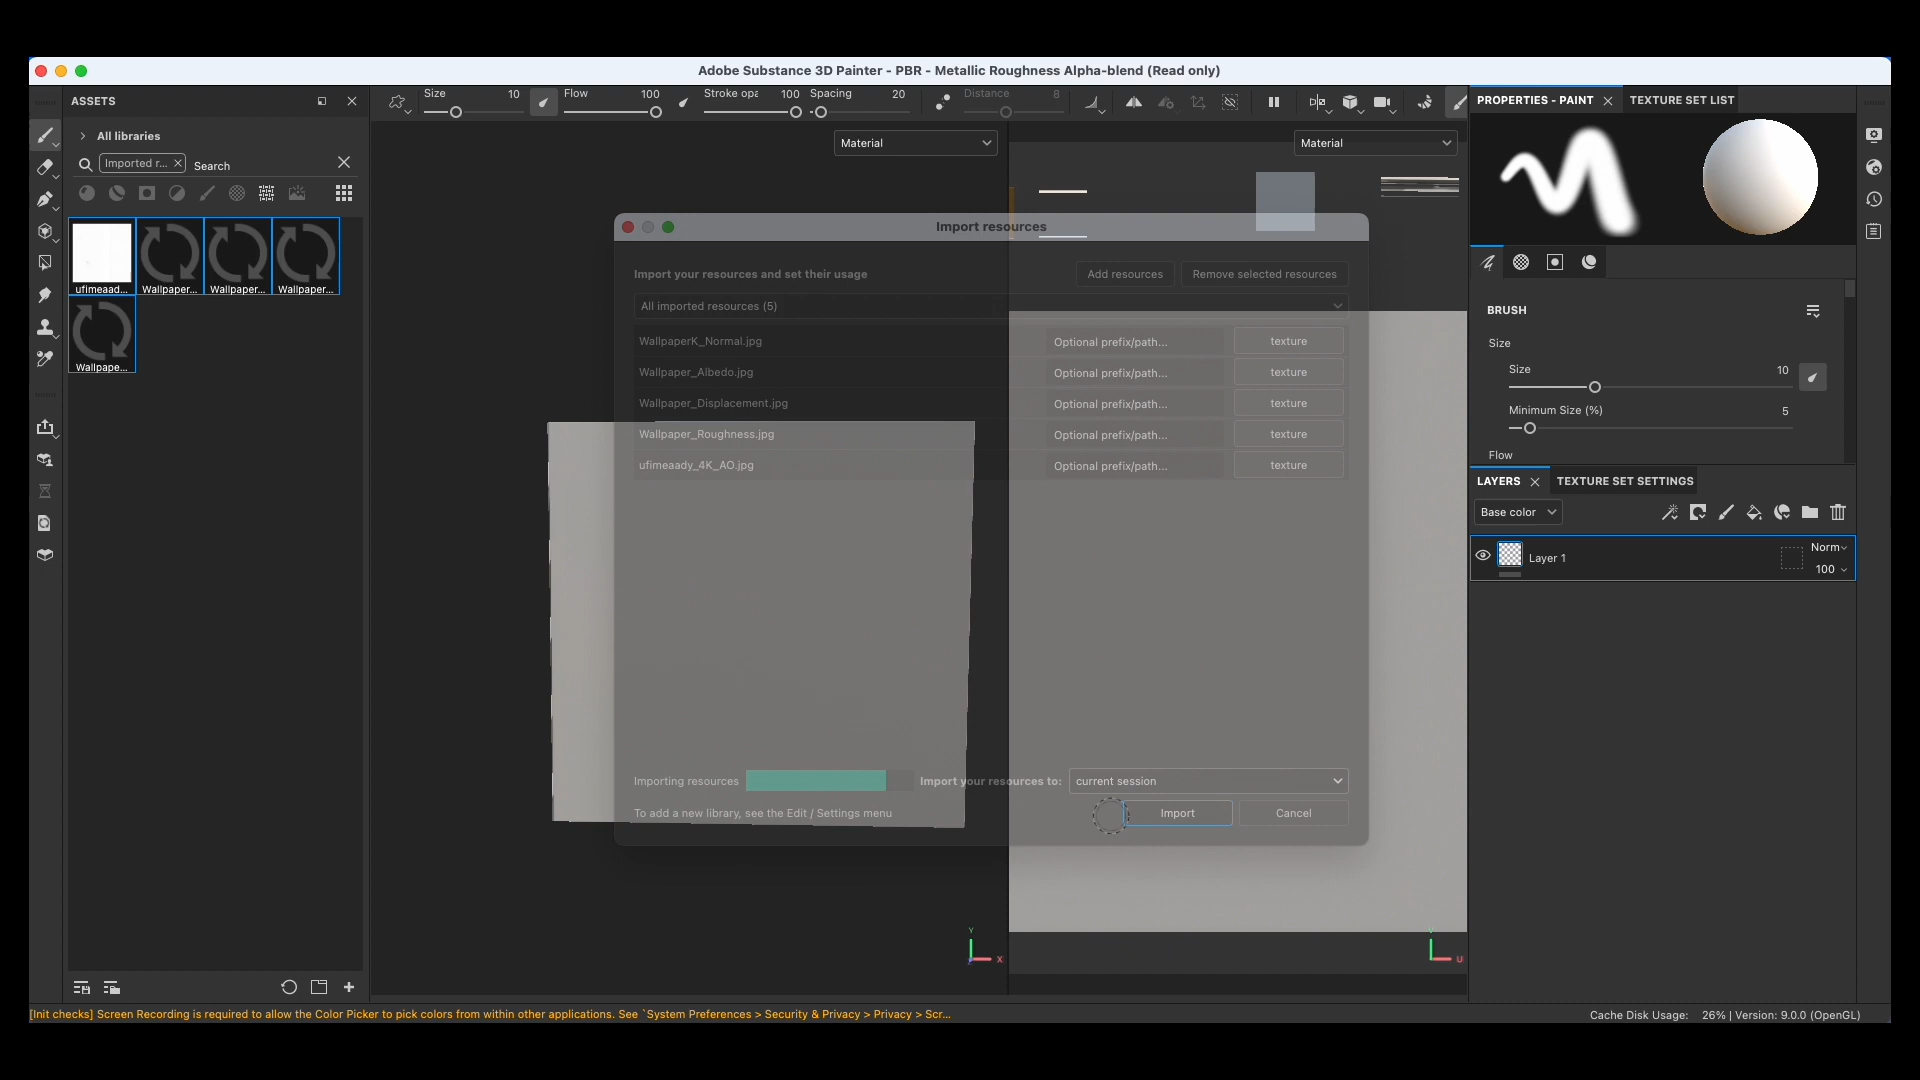 Adobe Substance 3D Painter - PBR - Metallic Roughness Alpha-blend (Read only)
ASSETS
All libraries
Imported r...
Search
ufimeaad...
Wallpaper...
Wallpaper...
Wallpaper...
Wallpape...
Size 10
Flow 100
Stroke opa 100
Spacing 20
Distance 8
Material
Material
Import resources
Import your resources and set their usage
Add resources
Remove selected resources
All imported resources (5)
WallpaperK_Normal.jpg Optional prefix/path... texture
Wallpaper_Albedo.jpg Optional prefix/path... texture
Wallpaper_Displacement.jpg Optional prefix/path... texture
Wallpaper_Roughness.jpg Optional prefix/path... texture
ufimeaady_4K_AO.jpg Optional prefix/path... texture
Importing resources
Import your resources to: current session
To add a new library, see the Edit / Settings menu
Import
Cancel
Y
X
U
PROPERTIES - PAINT
TEXTURE SET LIST
BRUSH
Size
Size 10
Minimum Size (%) 5
Flow
LAYERS
TEXTURE SET SETTINGS
Base color
Layer 1
Norm
100
[Init checks] Screen Recording is required to allow the Color Picker to pick colors from within other applications. See `System Preferences > Security & Privacy > Privacy > Scr...
Cache Disk Usage: 26% | Version: 9.0.0 (OpenGL)